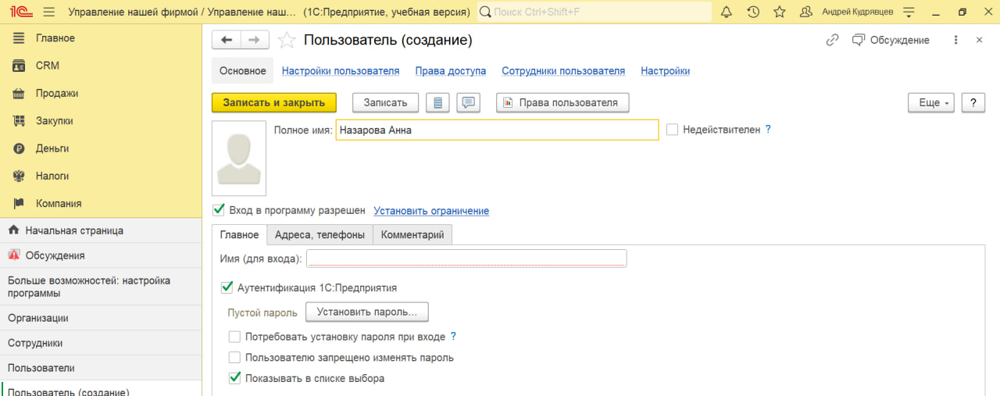 1С Управление нашей фирмой / Управление наш... (1С:Предприятие, учебная версия) Поиск Ctrl+Shift+F Андрей Кудрявцев
Главное
CRM
Продажи
Закупки
Деньги
Налоги
Компания
Начальная страница
Обсуждения
Больше возможностей: настройка
программы
Организации
Сотрудники
Пользователи
Пользователь (создание)
Пользователь (создание) Обсуждение
Основное Настройки пользователя Права доступа Сотрудники пользователя Настройки
Записать и закрыть Записать Права пользователя Еще ?
Полное имя: Назарова Анна Недействителен ?
Вход в программу разрешен Установить ограничение
Главное Адреса, телефоны Комментарий
Имя (для входа):
Аутентификация 1С:Предприятия
Пустой пароль Установить пароль...
Потребовать установку пароля при входе ?
Пользователю запрещено изменять пароль
Показывать в списке выбора